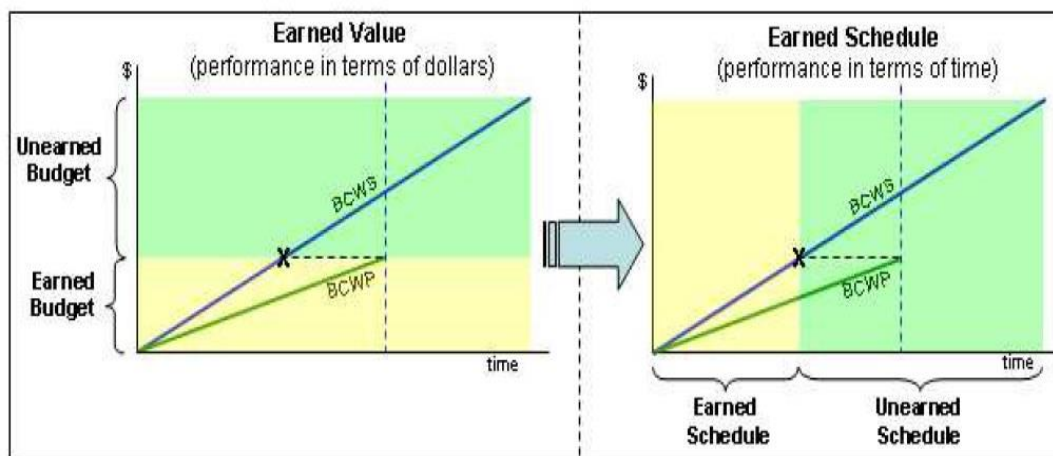 Earned Value
(performance in terms of dollars)
$
Unearned
Budget
BCWS
Earned
Budget
BCWP
time
Earned Schedule
(performance in terms of time)
$
BCWS
BCWP
time
Earned
Schedule
Unearned
Schedule